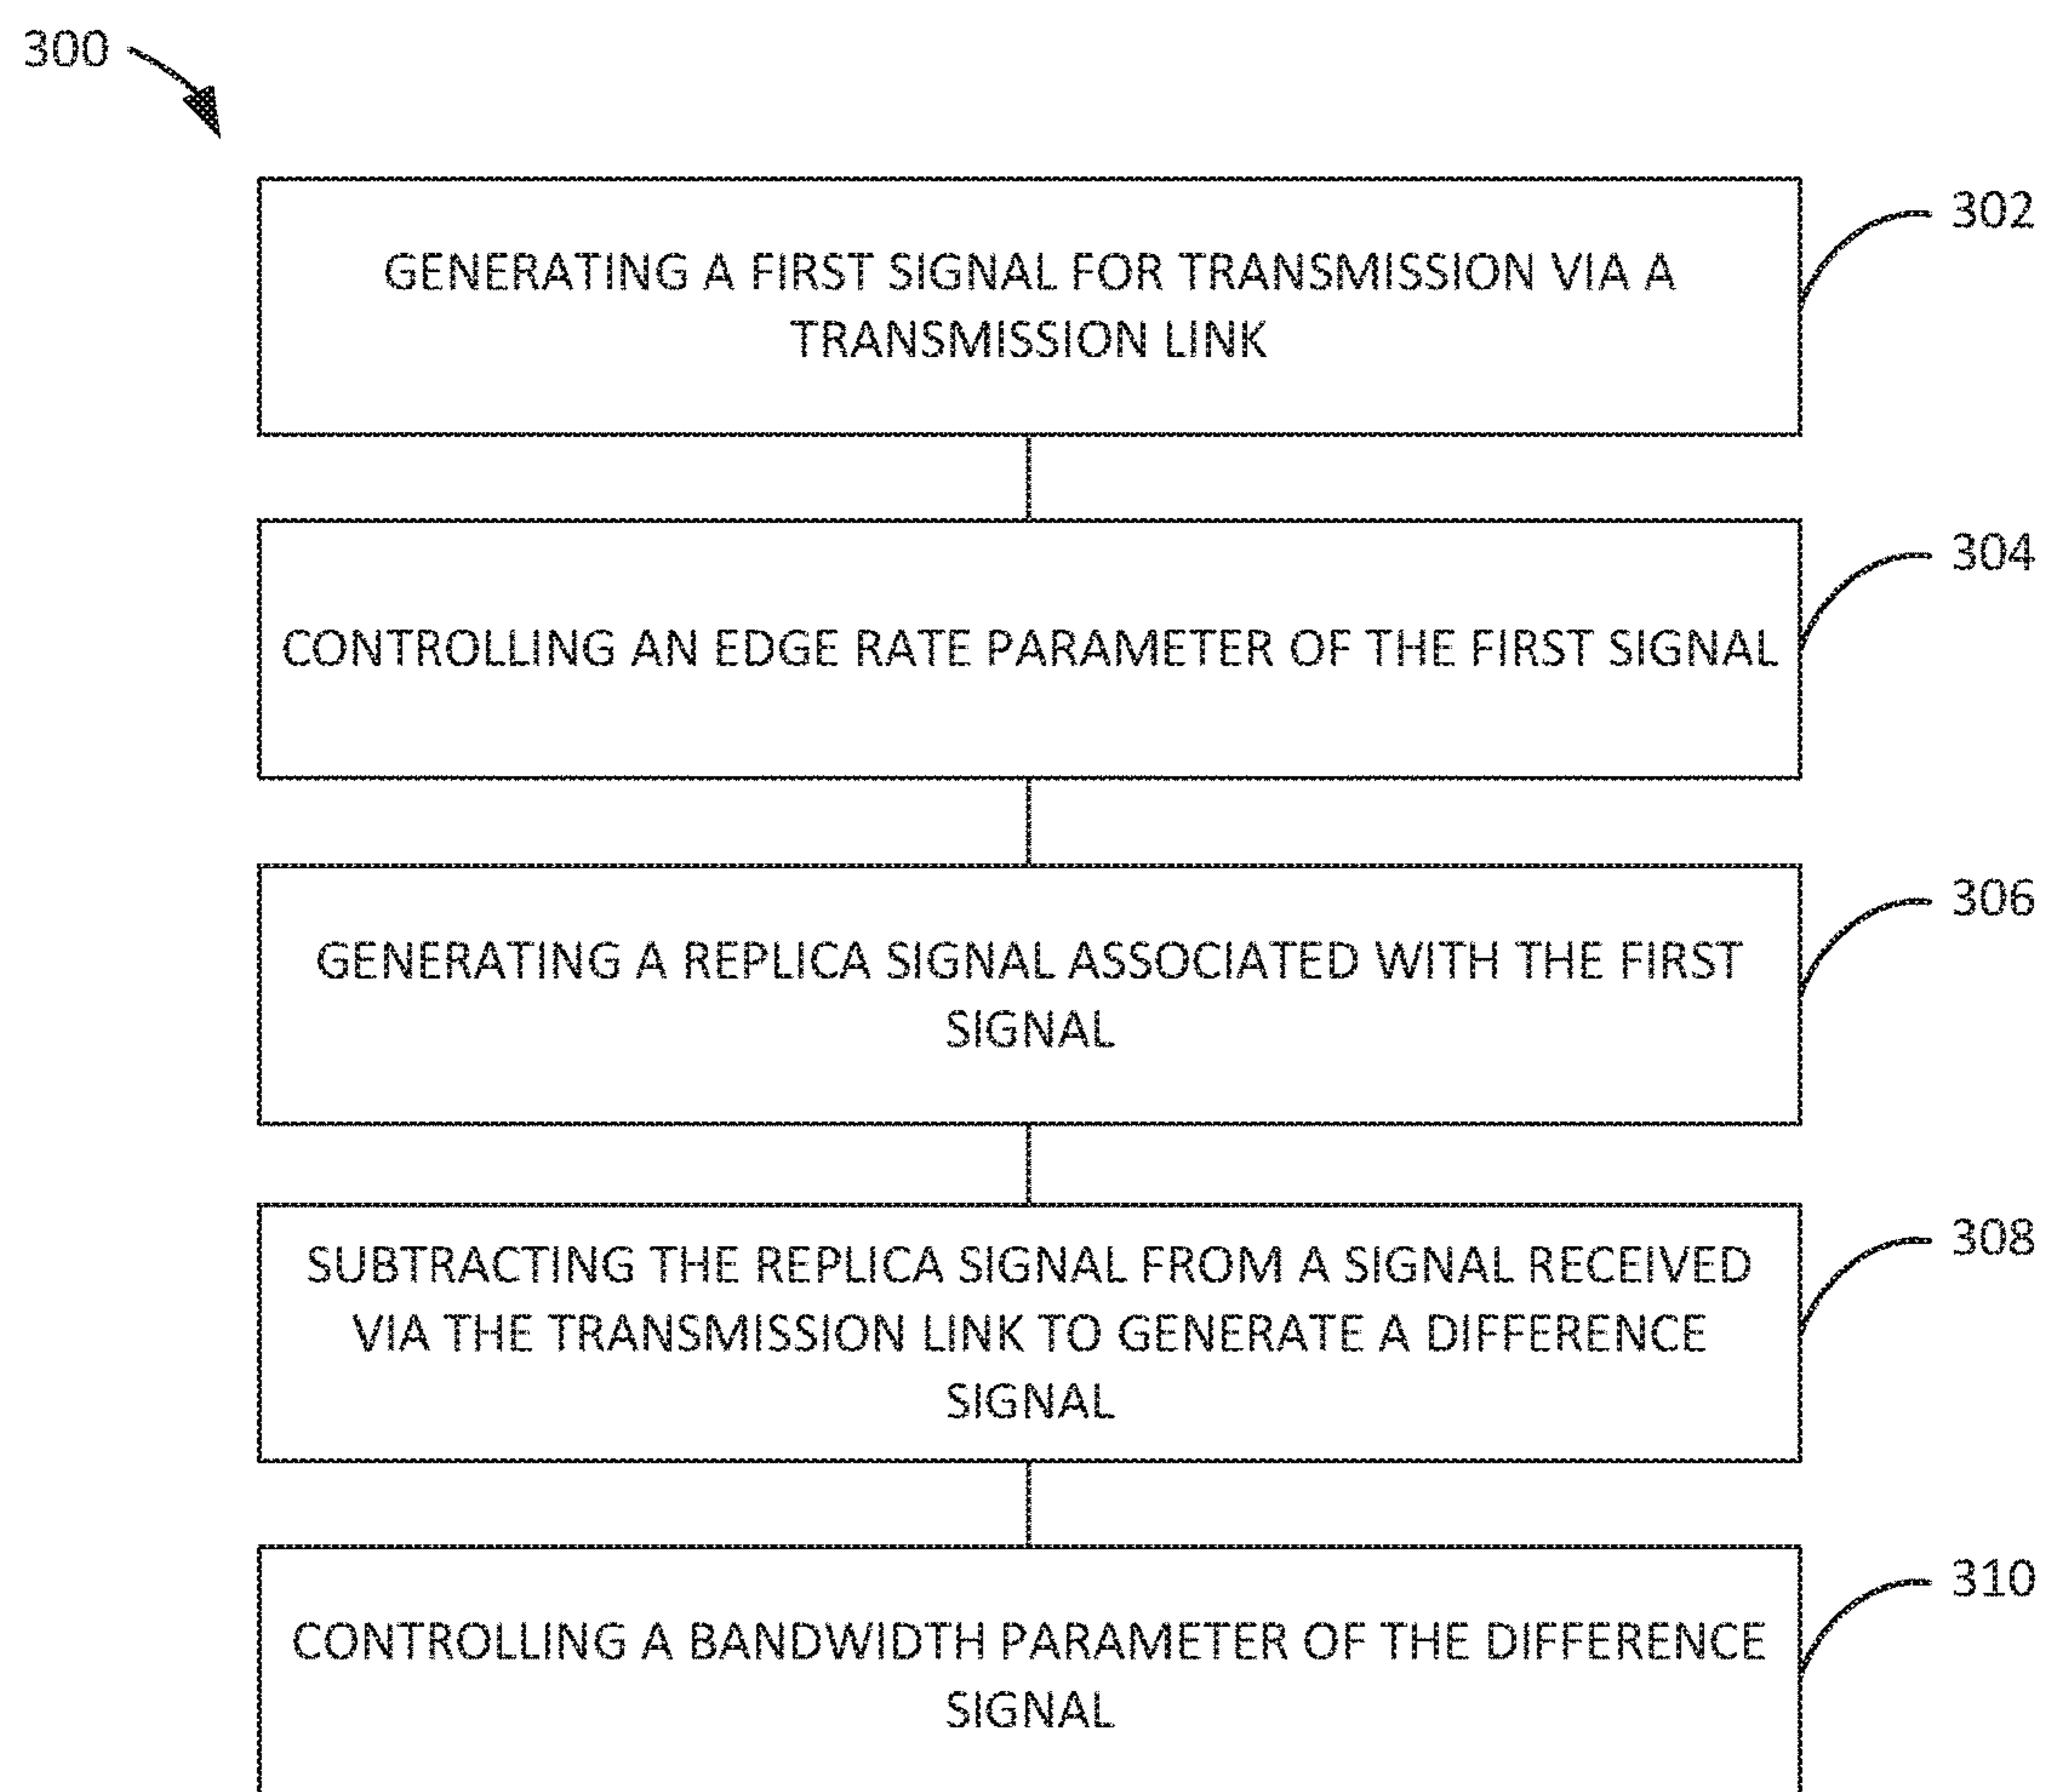 300
GENERATING A FIRST SIGNAL FOR TRANSMISSION VIA A
TRANSMISSION LINK
302
CONTROLLING AN EDGE RATE PARAMETER OF THE FIRST SIGNAL
304
GENERATING A REPLICA SIGNAL ASSOCIATED WITH THE FIRST
SIGNAL
306
SUBTRACTING THE REPLICA SIGNAL FROM A SIGNAL RECEIVED
VIA THE TRANSMISSION LINK TO GENERATE A DIFFERENCE
SIGNAL
308
CONTROLLING A BANDWIDTH PARAMETER OF THE DIFFERENCE
SIGNAL
310